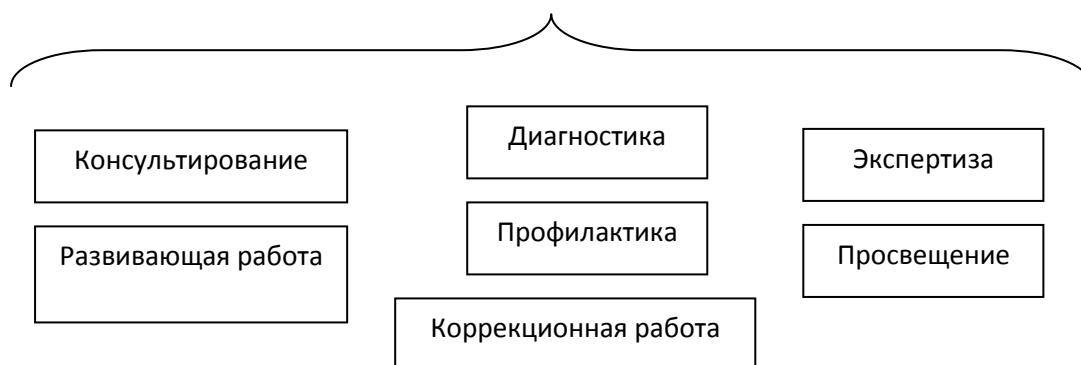 Консультирование
Диагностика
Экспертиза
Развивающая работа
Профилактика
Просвещение
Коррекционная работа